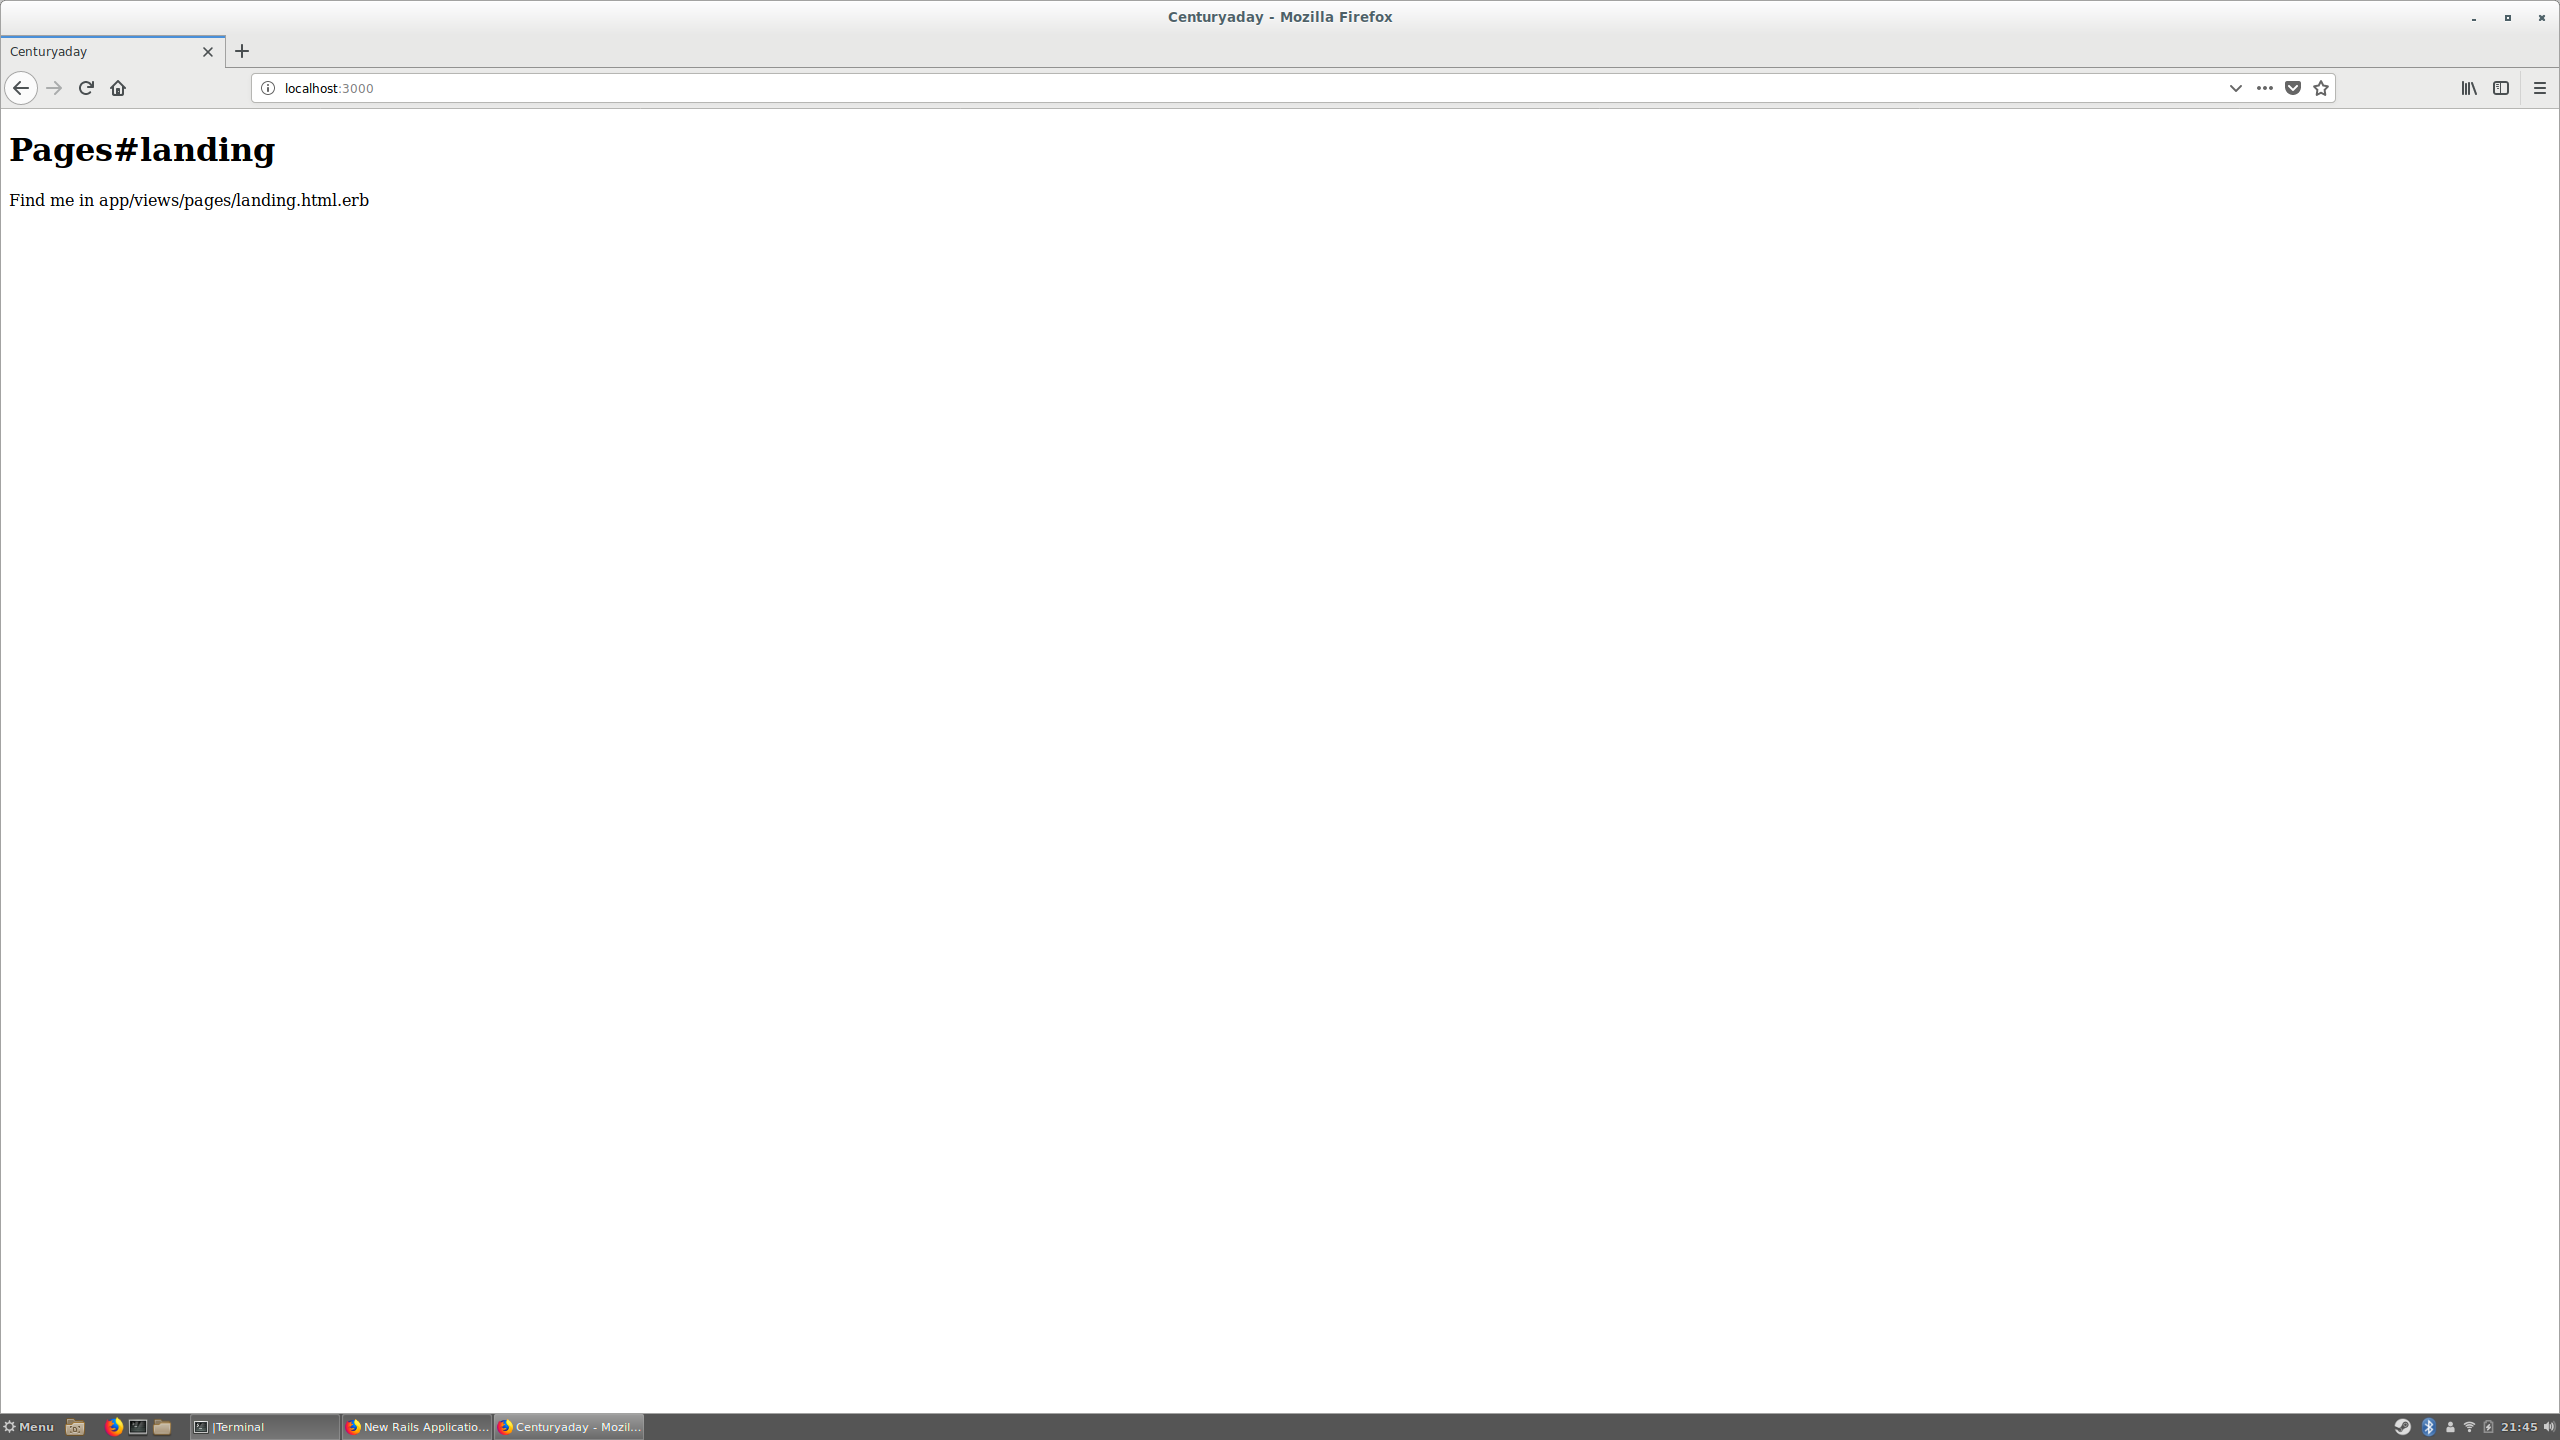 Centuryaday - Mozilla Firefox
Centuryaday
localhost:3000
Pages#landing
Find me in app/views/pages/landing.html.erb
Menu
|Terminal
New Rails Applicatio...
Centuryaday - Mozil...
21:45